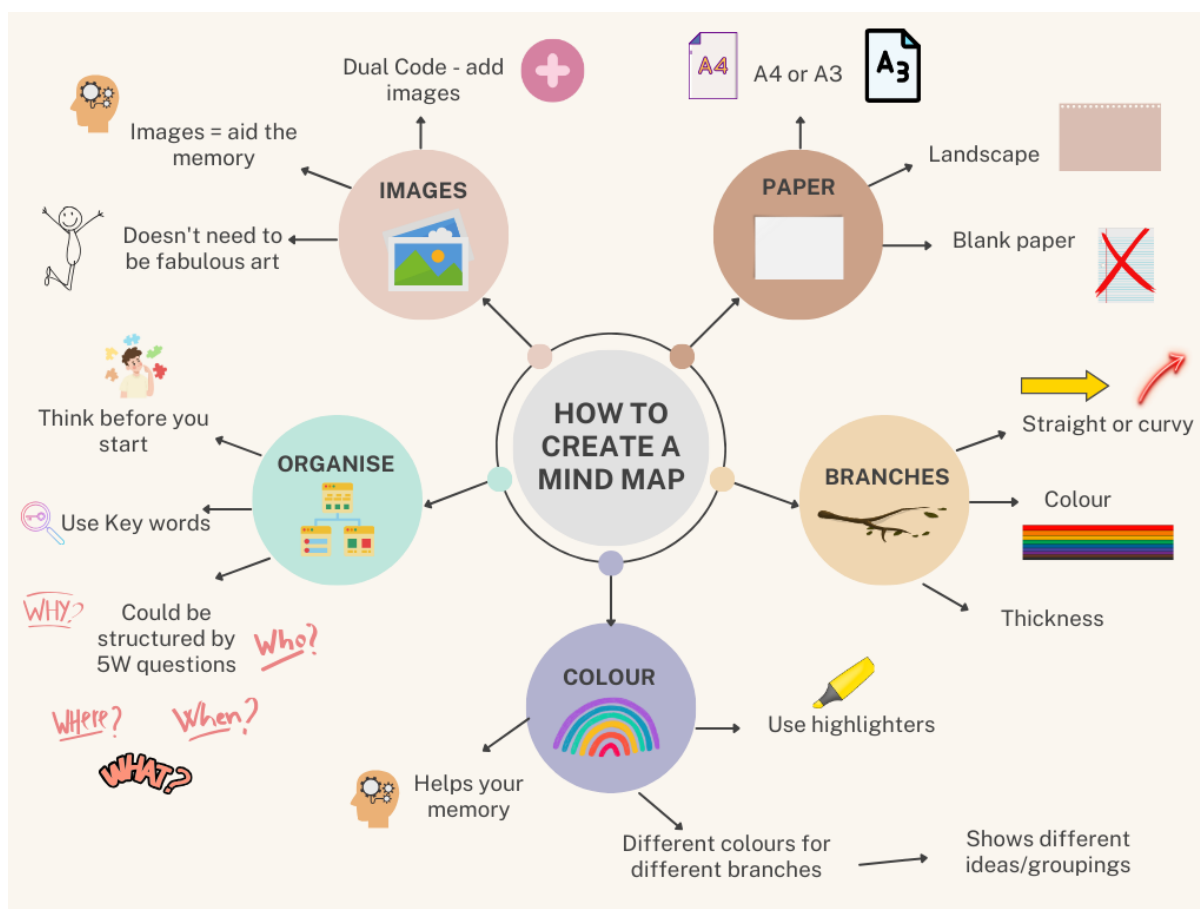 HOW TO
CREATE A
MIND MAP
IMAGES
Dual Code - add
images
Images = aid the
memory
Doesn't need to
be fabulous art
PAPER
A4
A4 or A3
A3
Landscape
Blank paper
BRANCHES
Straight or curvy
Colour
Thickness
COLOUR
Use highlighters
Different colours for
different branches
Shows different
ideas/groupings
Helps your
memory
ORGANISE
Think before you
start
Use Key words
Could be
structured by
5W questions
WHY?
Who?
WHere?
When?
WHAT?